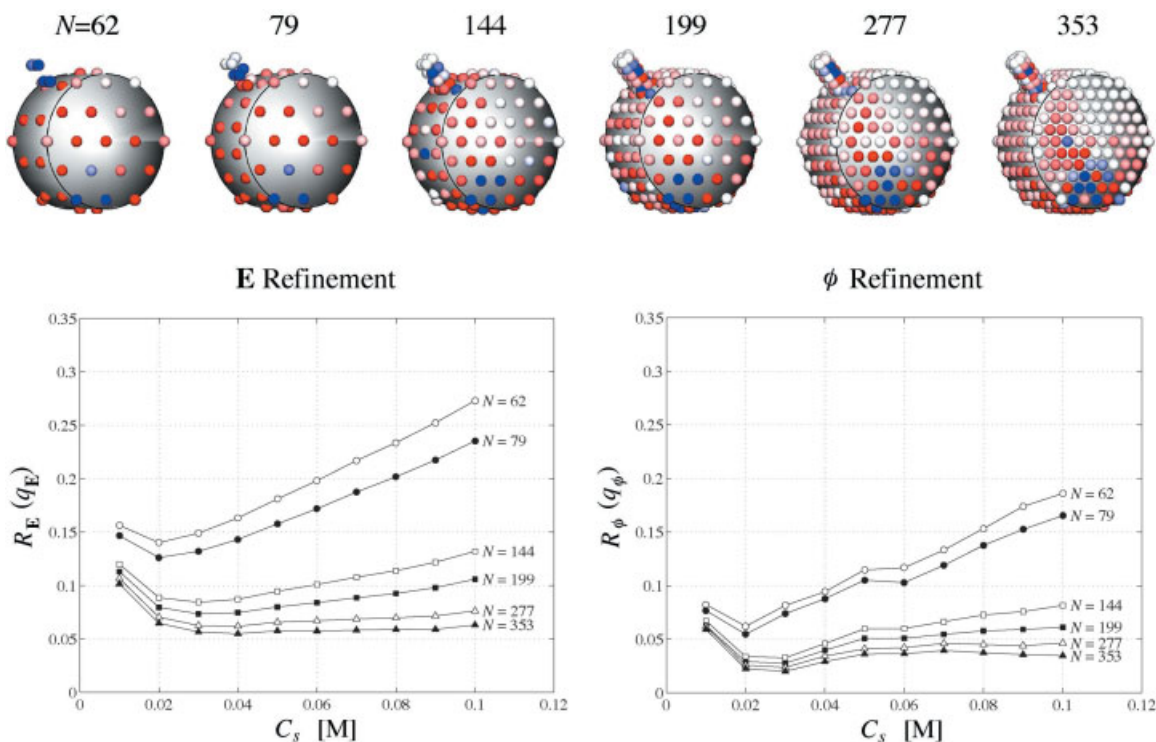 N=62 79 144 199 277 353
E Refinement
ϕ Refinement
0.35
0.3
0.25
0.2
0.15
0.1
0.05
0
R_E (q_E)
N = 62
N = 79
N = 144
N = 199
N = 277
N = 353
0 0.02 0.04 0.06 0.08 0.1 0.12
C_s [M]
0.35
0.3
0.25
0.2
0.15
0.1
0.05
0
R_ϕ (q_ϕ)
N = 62
N = 79
N = 144
N = 199
N = 277
N = 353
0 0.02 0.04 0.06 0.08 0.1 0.12
C_s [M]